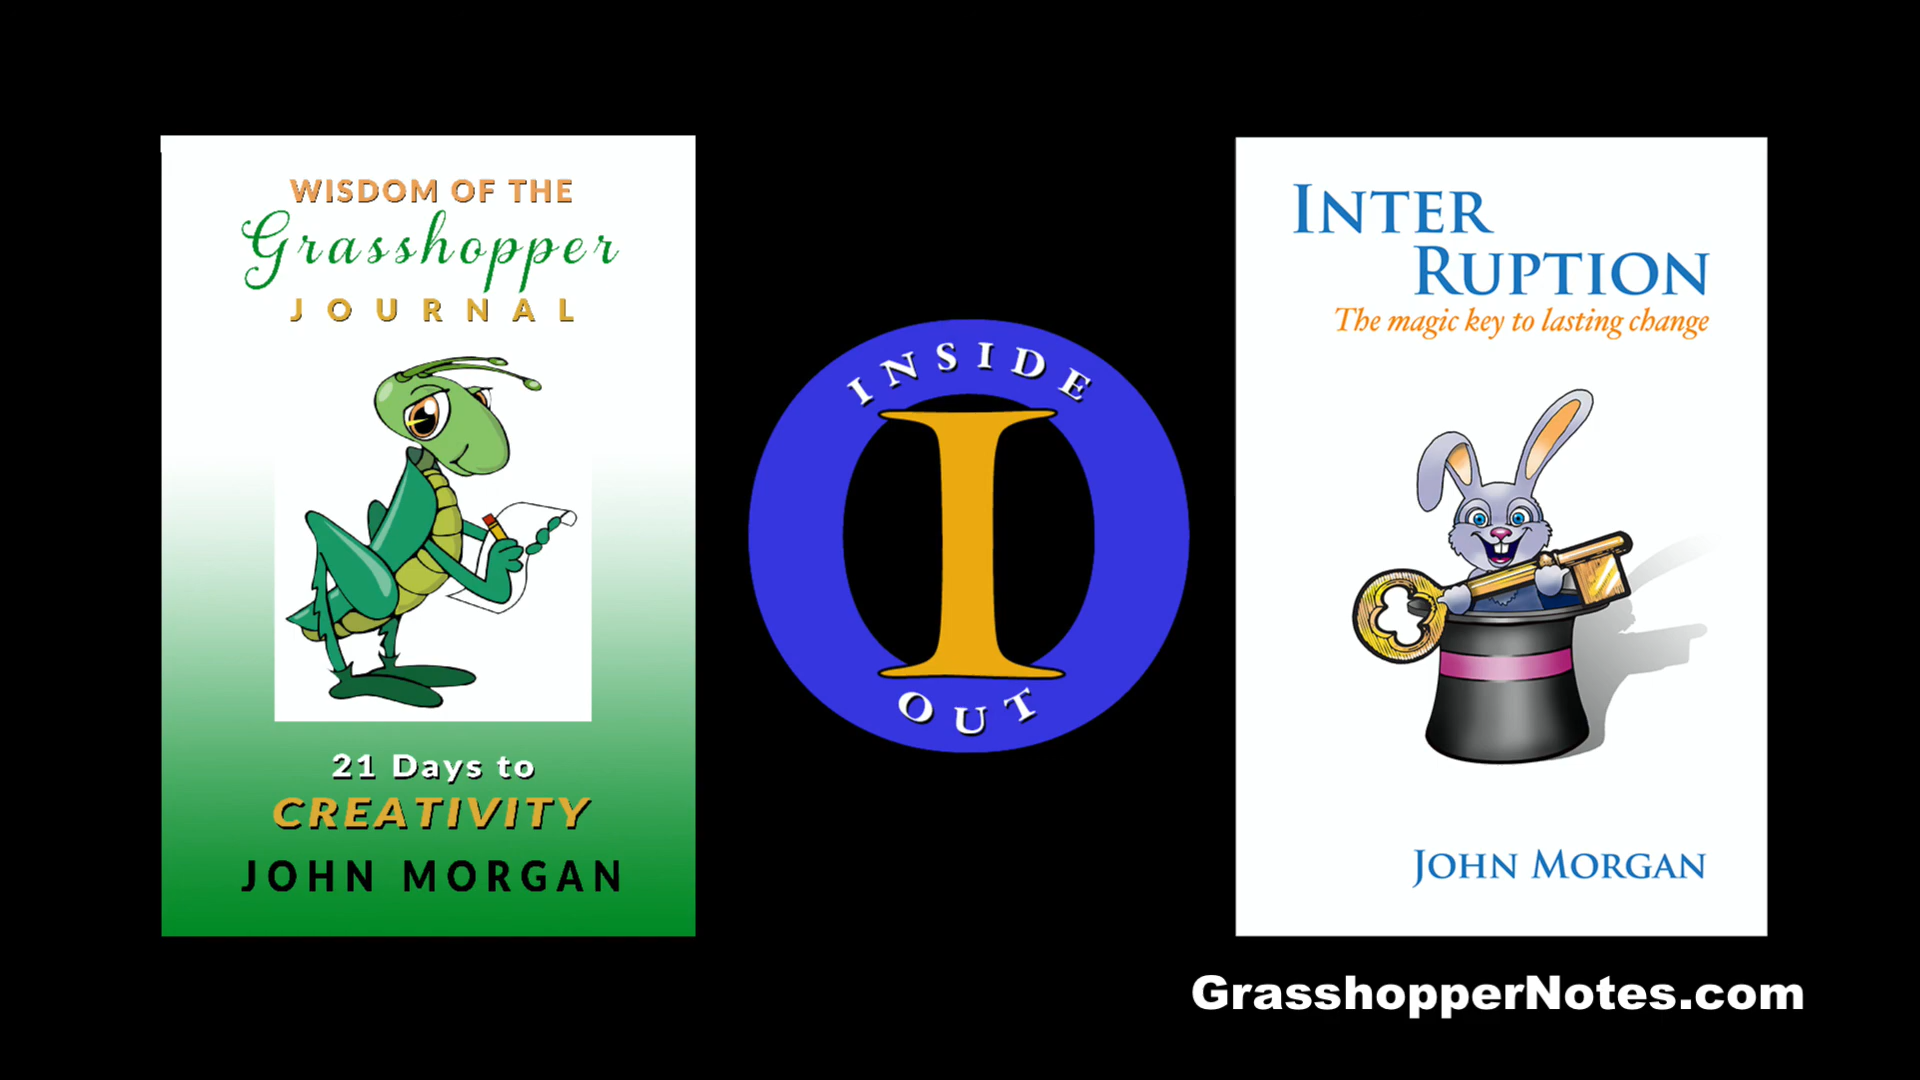 WISDOM OF THE
Grasshopper
JOURNAL
21 Days to
CREATIVITY
JOHN MORGAN
INSIDE
I
OUT
INTER
RUPTION
The magic key to lasting change
JOHN MORGAN
GrasshopperNotes.com